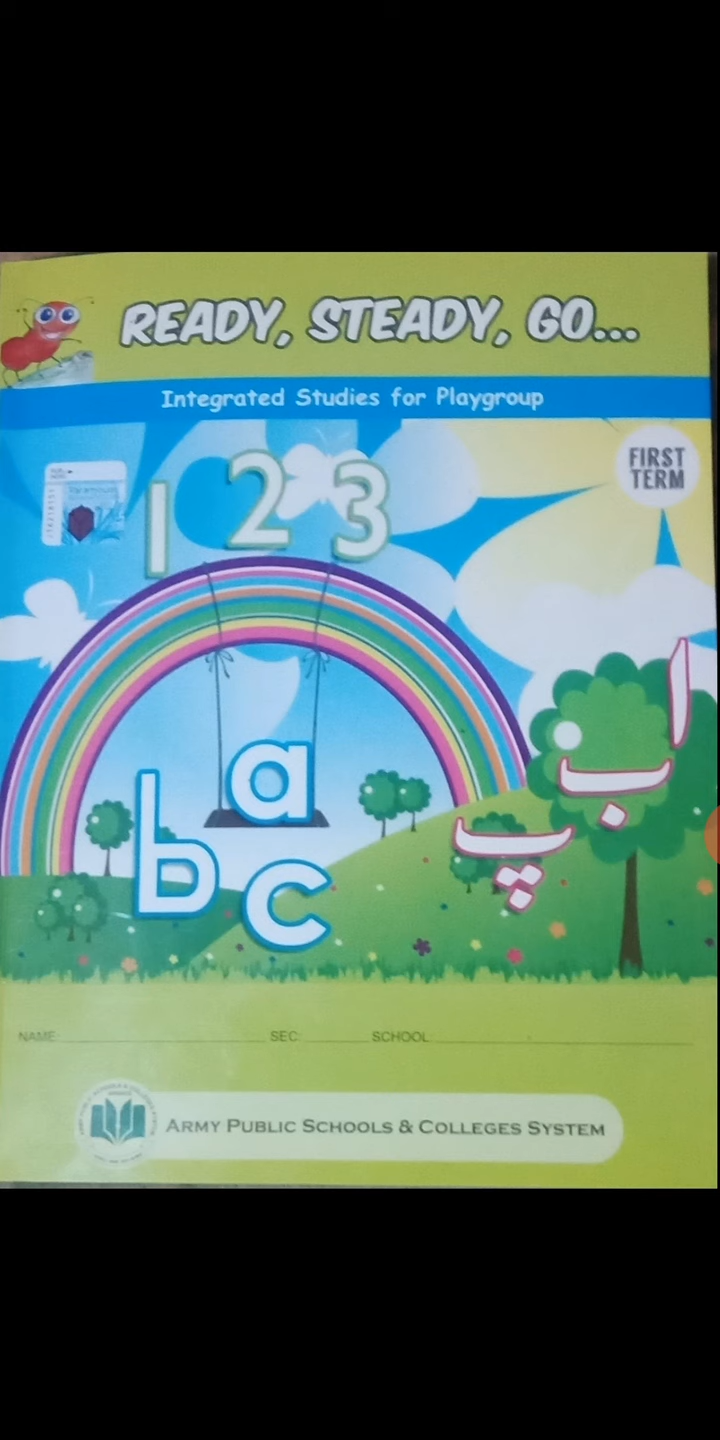 READY, STEADY, GO...
Integrated Studies for Playgroup
FIRST
TERM
1 2 3
a
b c
ا
ب
پ
NAME: SEC: SCHOOL
ARMY PUBLIC SCHOOLS & COLLEGES SYSTEM